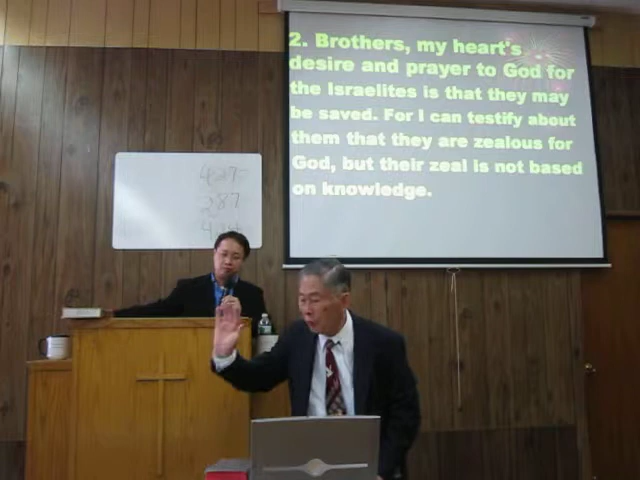 2. Brothers, my heart's
desire and prayer to God for
the Israelites is that they may
be saved. For I can testify about
them that they are zealous for
God, but their zeal is not based
on knowledge.
287